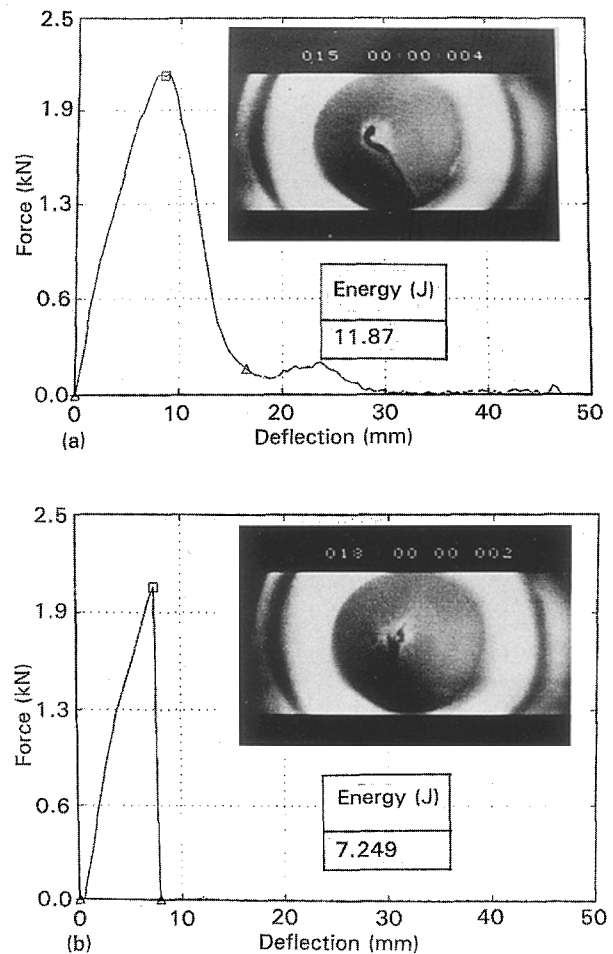 2.5
015 00:00:004
1.9
Force (kN)
1.3
Energy (J)
0.6
11.87
0.0
0 10 20 30 40 50
(a) Deflection (mm)
2.5
018 00 00 002
1.9
Force (kN)
1.3
Energy (J)
0.6
7.249
0.0
0 10 20 30 40 50
(b) Deflection (mm)